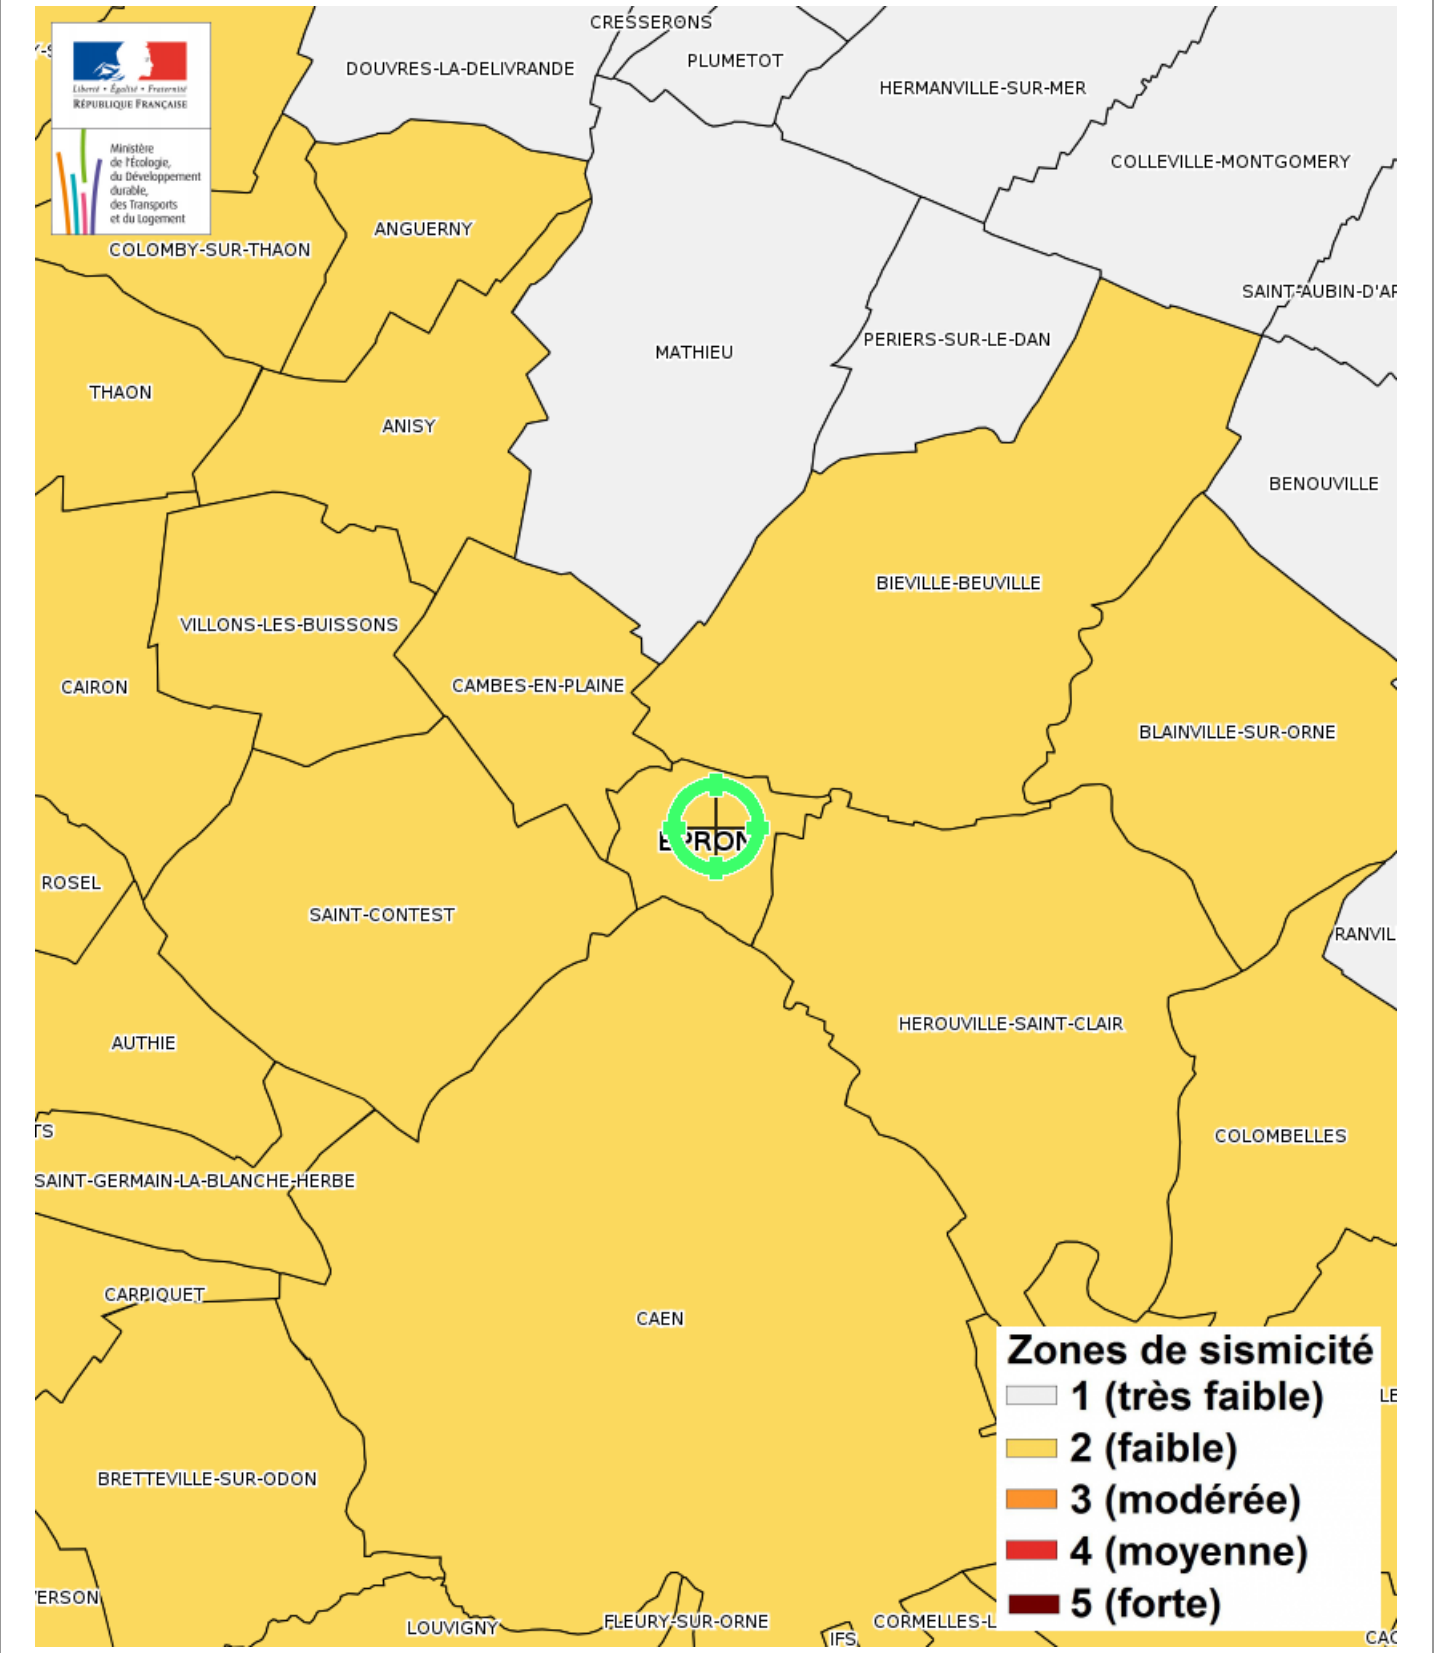 CRESSERONS
DOUVRES-LA-DELIVRANDE
PLUMETOT
HERMANVILLE-SUR-MER
Liberté • Égalité • Fraternité
RÉPUBLIQUE FRANÇAISE
Ministère
de l'Écologie,
du Développement
durable,
des Transports
et du Logement
COLLEVILLE-MONTGOMERY
ANGUERNY
COLOMBY-SUR-THAON
SAINT-AUBIN-D'AR
PERIERS-SUR-LE-DAN
MATHIEU
THAON
ANISY
BENOUVILLE
BIEVILLE-BEUVILLE
VILLONS-LES-BUISSONS
CAMBES-EN-PLAINE
CAIRON
BLAINVILLE-SUR-ORNE
EPRON
ROSEL
SAINT-CONTEST
RANVIL
HEROUVILLE-SAINT-CLAIR
AUTHIE
TS
COLOMBELLES
SAINT-GERMAIN-LA-BLANCHE-HERBE
CARPIQUET
CAEN
Zones de sismicité
1 (très faible)
2 (faible)
3 (modérée)
4 (moyenne)
5 (forte)
LE
BRETTEVILLE-SUR-ODON
VERSON
LOUVIGNY
FLEURY-SUR-ORNE
CORMELLES-L
IFS
CAG